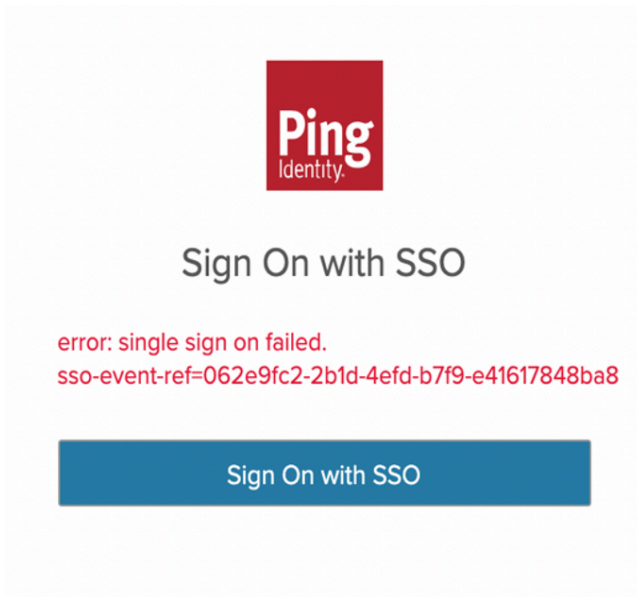 Ping
Identity.
Sign On with SSO
error: single sign on failed.
sso-event-ref=062e9fc2-2b1d-4efd-b7f9-e41617848ba8
Sign On with SSO